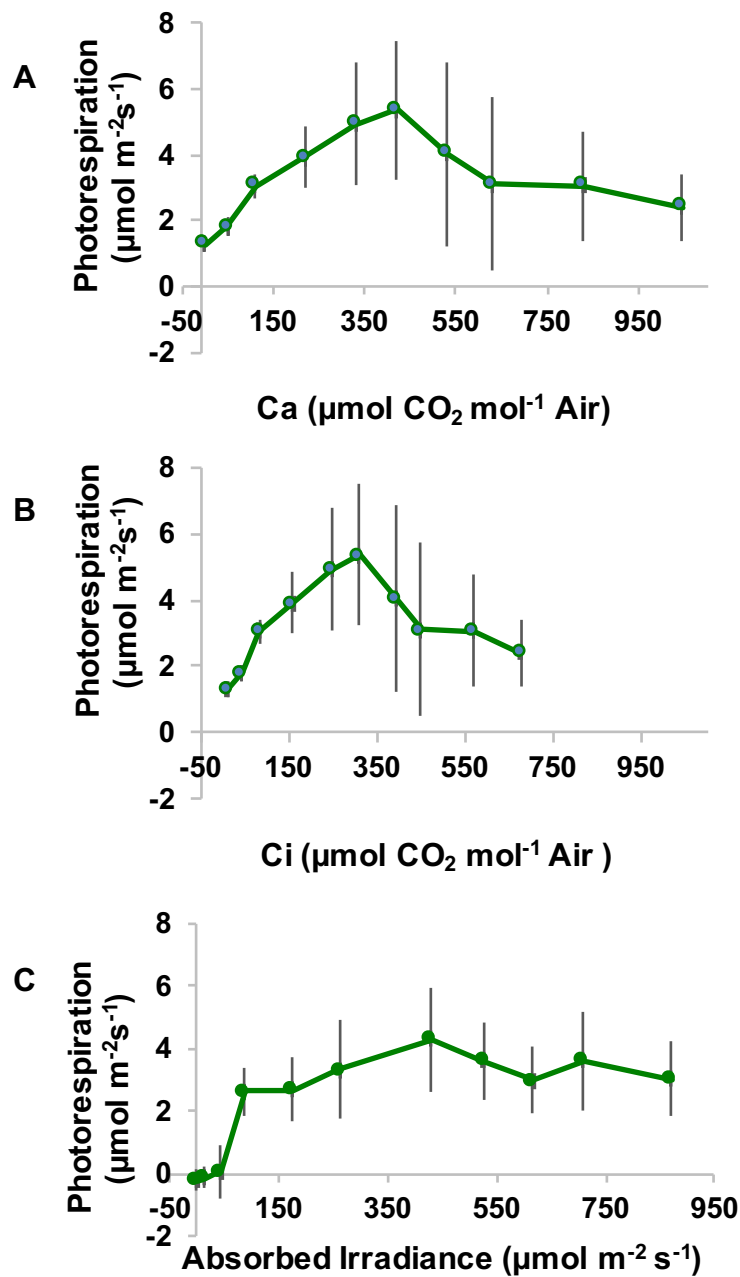 A
Photorespiration
(µmol m-2s-1)
8
6
4
2
0
-2
-50 150 350 550 750 950
Ca (µmol CO2 mol-1 Air)
B
Photorespiration
(µmol m-2s-1)
8
6
4
2
0
-2
-50 150 350 550 750 950
Ci (µmol CO2 mol-1 Air )
C
Photorespiration
(µmol m-2s-1)
8
6
4
2
0
-2
-50 150 350 550 750 950
Absorbed Irradiance (µmol m-2 s-1)